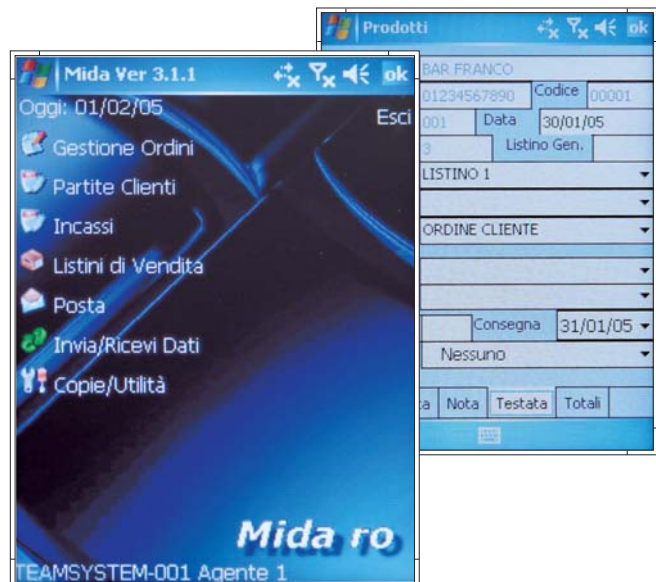 Mida Ver 3.1.1
ok
Oggi: 01/02/05
Esci
Gestione Ordini
Partite Clienti
Incassi
Listini di Vendita
Posta
Invia/Ricevi Dati
Copie/Utilità
Mida ro
TEAMSYSTEM-001 Agente 1
Prodotti
ok
BAR FRANCO
01234567890 Codice 00001
001 Data 30/01/05
3 Listino Gen.
LISTINO 1
ORDINE CLIENTE
Consegna 31/01/05
Nessuno
Nota Testata Totali